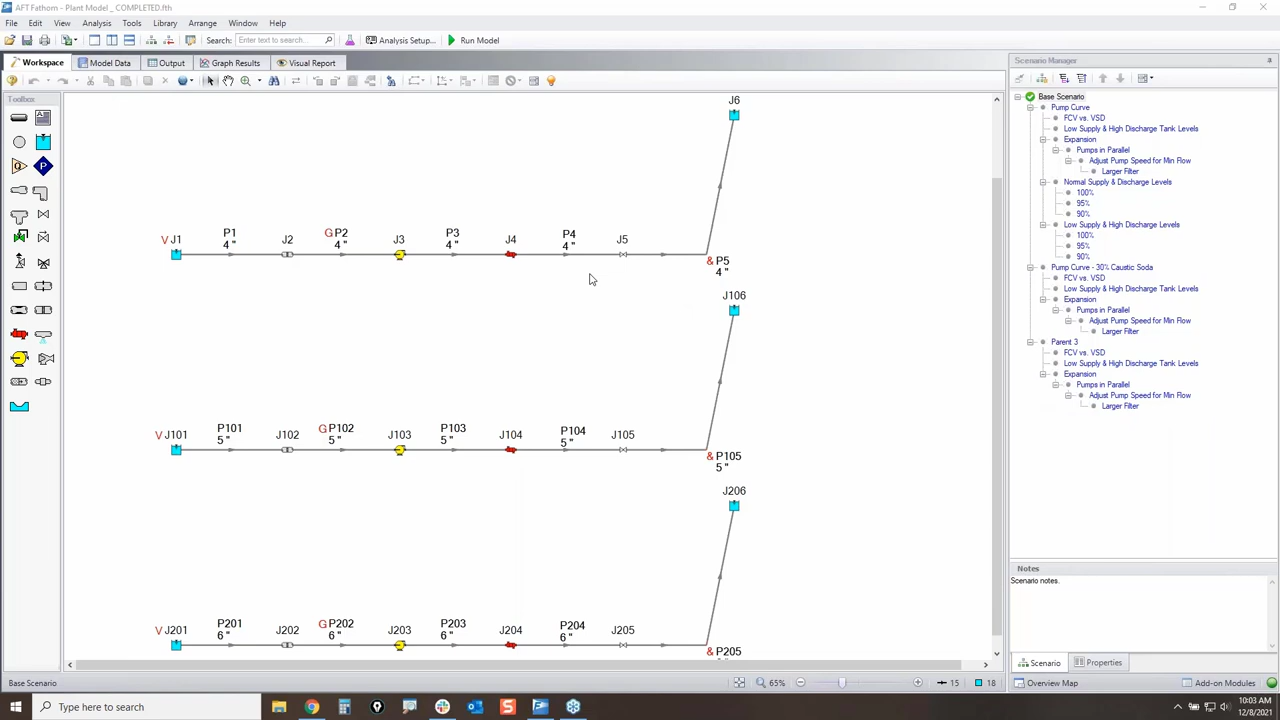 AFT Fathom - Plant Model _ COMPLETED.fth
File Edit View Analysis Tools Library Arrange Window Help
Search: Enter text to search... Analysis Setup... Run Model
Workspace Model Data Output Graph Results Visual Report
Toolbox
J6
V J1 P1 J2 G P2 J3 P3 J4 P4 J5
4 " 4 " 4 " 4 "
& P5
4 "
J106
V J101 P101 J102 G P102 J103 P103 J104 P104 J105
5 " 5 " 5 " 5 "
& P105
5 "
J206
V J201 P201 J202 G P202 J203 P203 J204 P204 J205
6 " 6 " 6 " 6 "
& P205
Scenario Manager
Base Scenario
Pump Curve
FCV vs. VSD
Low Supply & High Discharge Tank Levels
Expansion
Pumps in Parallel
Adjust Pump Speed for Min Flow
Larger Filter
Normal Supply & Discharge Levels
100%
95%
90%
Low Supply & High Discharge Levels
100%
95%
90%
Pump Curve - 30% Caustic Soda
FCV vs. VSD
Low Supply & High Discharge Tank Levels
Expansion
Pumps in Parallel
Adjust Pump Speed for Min Flow
Larger Filter
Parent 3
FCV vs. VSD
Low Supply & High Discharge Tank Levels
Expansion
Pumps in Parallel
Adjust Pump Speed for Min Flow
Larger Filter
Notes
Scenario notes.
Scenario Properties
Base Scenario 65% 15 18 Overview Map Add-on Modules
Type here to search
10:03 AM
12/8/2021